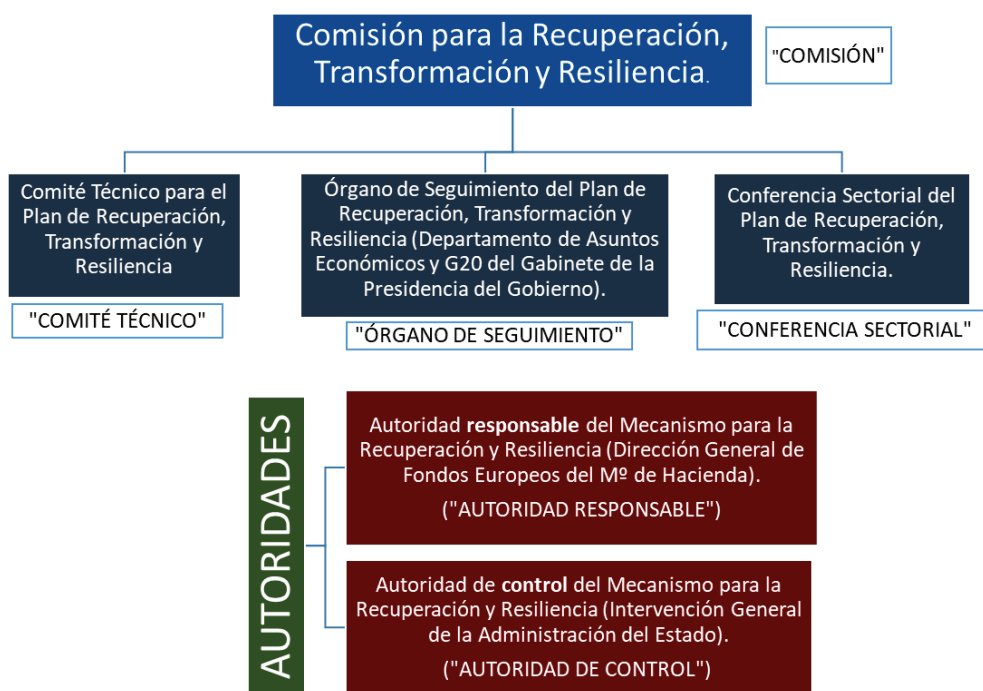 Comisión para la Recuperación,
Transformación y Resiliencia.
"COMISIÓN"
Comité Técnico para el
Plan de Recuperación,
Transformación y
Resiliencia
"COMITÉ TÉCNICO"
Órgano de Seguimiento del Plan de
Recuperación, Transformación y
Resiliencia (Departamento de Asuntos
Económicos y G20 del Gabinete de la
Presidencia del Gobierno).
"ÓRGANO DE SEGUIMIENTO"
Conferencia Sectorial del
Plan de Recuperación,
Transformación y
Resiliencia.
"CONFERENCIA SECTORIAL"
AUTORIDADES
Autoridad responsable del Mecanismo para la
Recuperación y Resiliencia (Dirección General de
Fondos Europeos del Mº de Hacienda).
("AUTORIDAD RESPONSABLE")
Autoridad de control del Mecanismo para la
Recuperación y Resiliencia (Intervención General
de la Administración del Estado).
("AUTORIDAD DE CONTROL")